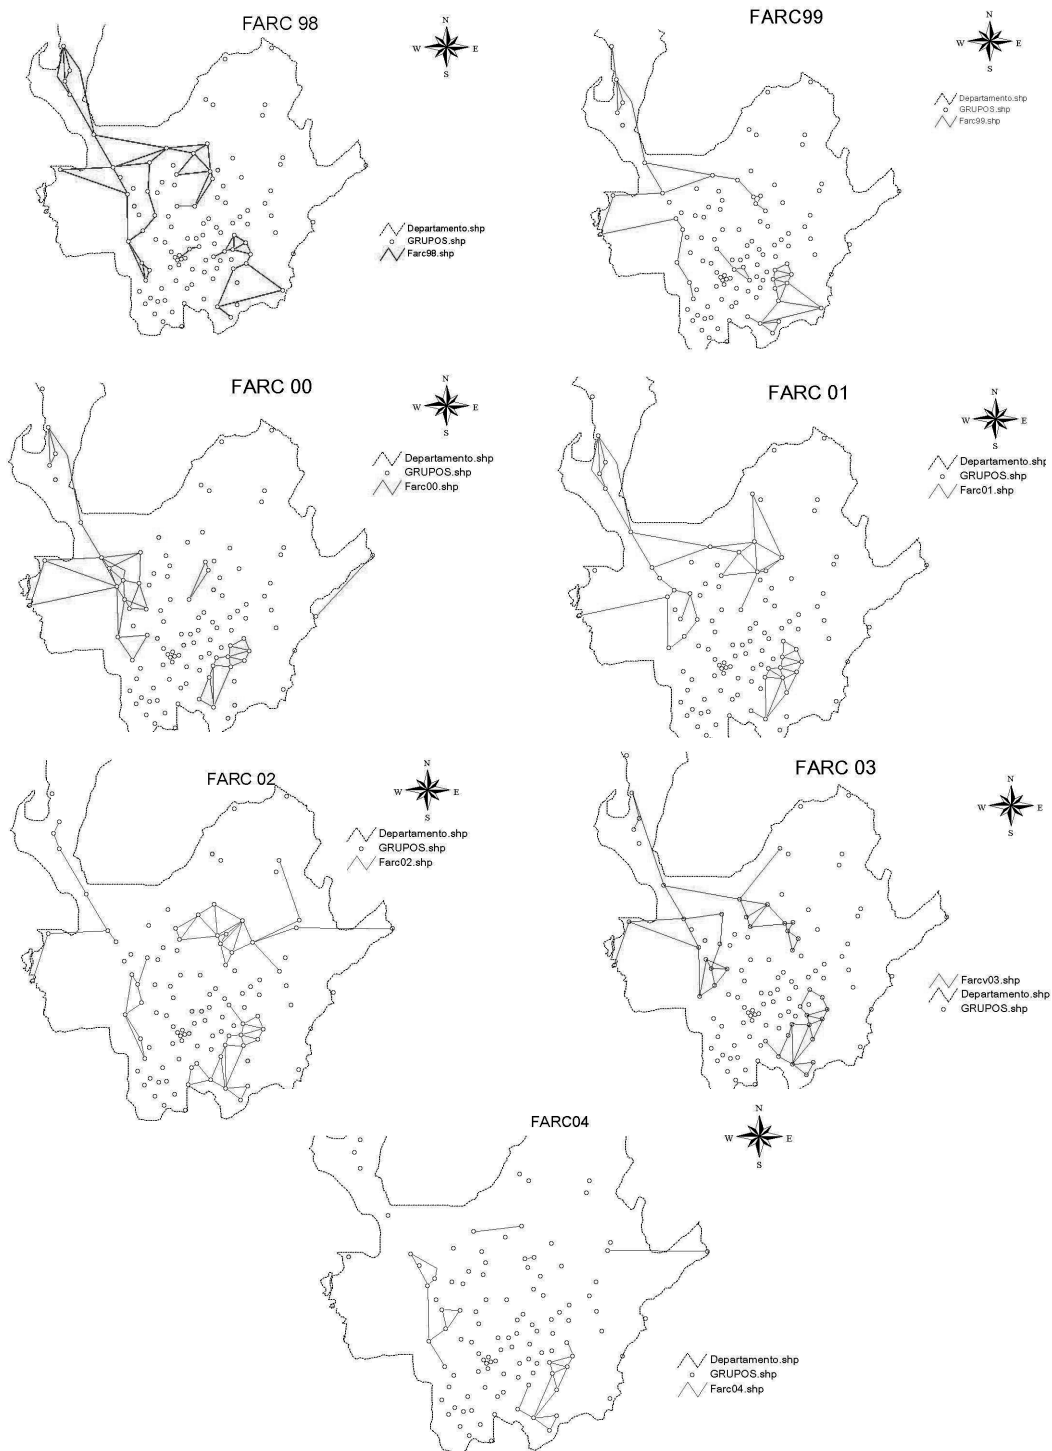 FARC 98
N
W E
S
Departamento.shp
GRUPOS.shp
Farc98.shp
FARC99
N
W E
S
Departamento.shp
GRUPOS.shp
Farc99.shp
FARC 00
N
W E
S
Departamento.shp
GRUPOS.shp
Farc00.shp
FARC 01
N
W E
S
Departamento.shp
GRUPOS.shp
Farc01.shp
FARC 02
N
W E
S
Departamento.shp
GRUPOS.shp
Farc02.shp
FARC 03
N
W E
S
Farcv03.shp
Departamento.shp
GRUPOS.shp
FARC04
N
W E
S
Departamento.shp
GRUPOS.shp
Farc04.shp